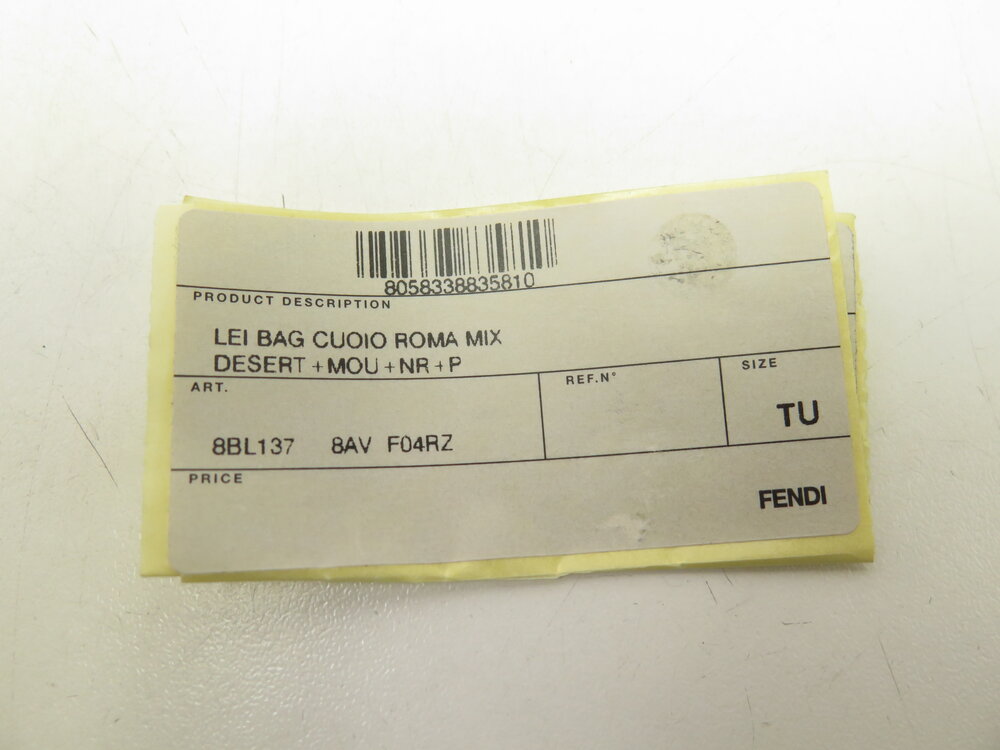 8058338835810
PRODUCT DESCRIPTION
LEI BAG CUOIO ROMA MIX
DESERT+MOU+NR+P
ART.
REF.N°
SIZE
8BL137 8AV F04RZ
TU
PRICE
FENDI